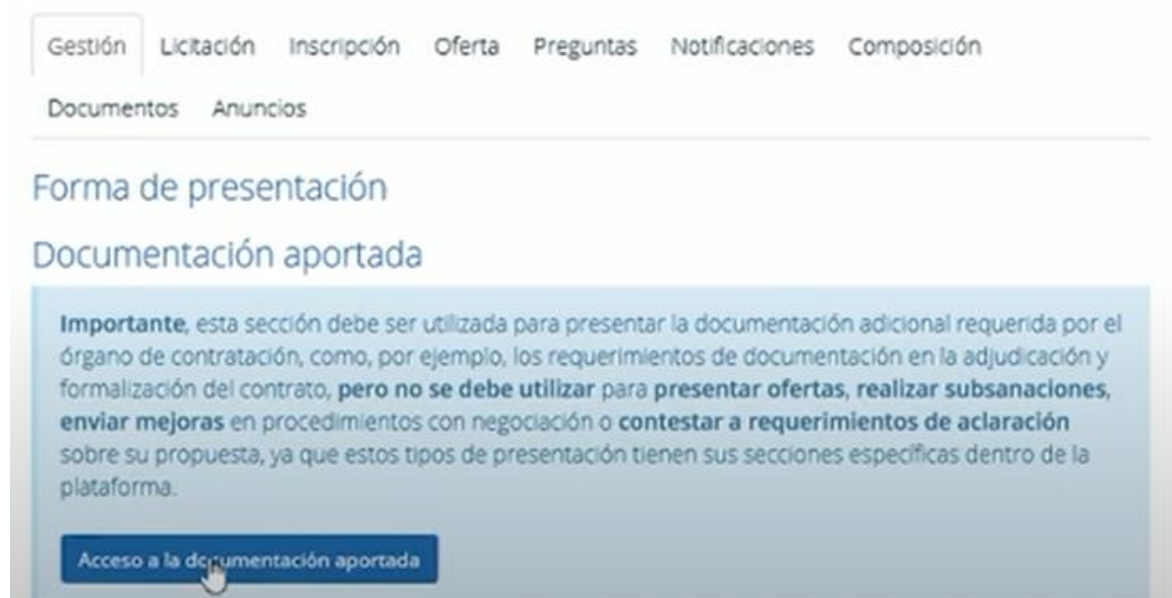 Gestión Licitación Inscripción Oferta Preguntas Notificaciones Composición
Documentos Anuncios
Forma de presentación
Documentación aportada
Importante, esta sección debe ser utilizada para presentar la documentación adicional requerida por el
órgano de contratación, como, por ejemplo, los requerimientos de documentación en la adjudicación y
formalización del contrato, pero no se debe utilizar para presentar ofertas, realizar subsanaciones,
enviar mejoras en procedimientos con negociación o contestar a requerimientos de aclaración
sobre su propuesta, ya que estos tipos de presentación tienen sus secciones específicas dentro de la
plataforma.
Acceso a la documentación aportada